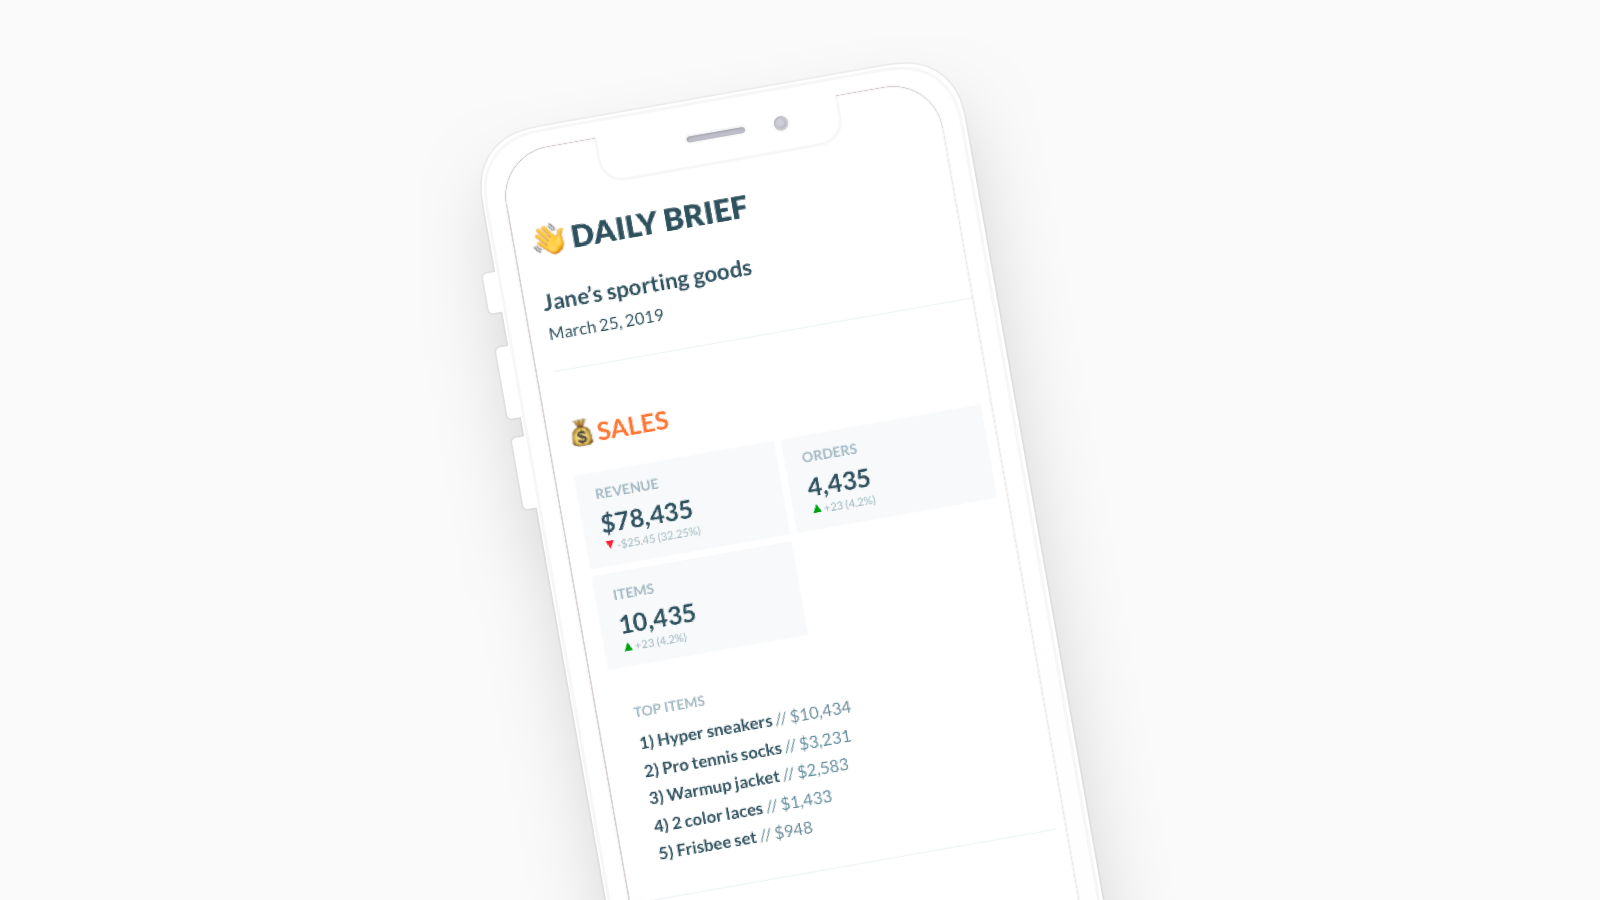 DAILY BRIEF
Jane's sporting goods
March 25, 2019
SALES
REVENUE
$78,435
-$25.45 (32.25%)
ORDERS
4,435
+23 (4.2%)
ITEMS
10,435
+23 (4.2%)
TOP ITEMS
1) Hyper sneakers // $10,434
2) Pro tennis socks // $3,231
3) Warmup jacket // $2,583
4) 2 color laces // $1,433
5) Frisbee set // $948